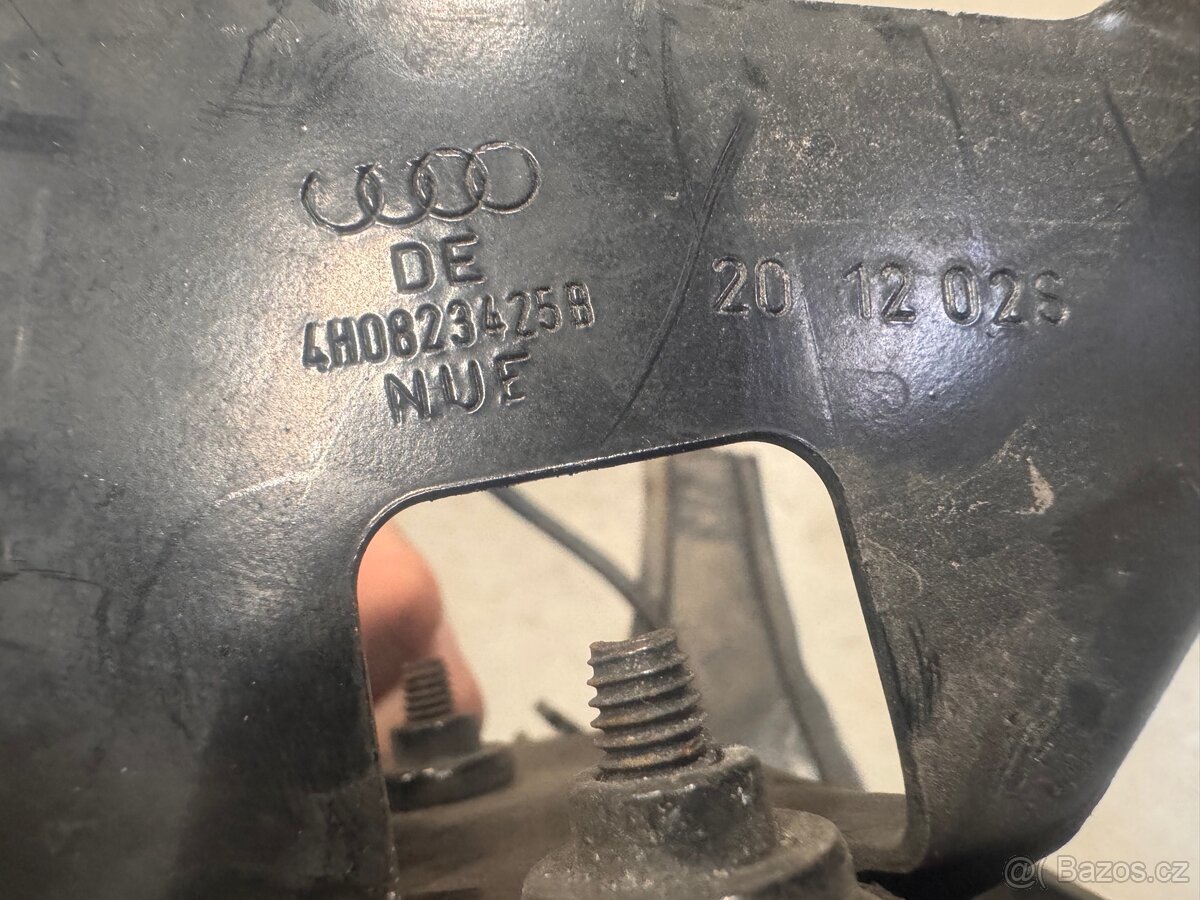 DE
4H0823425B
NUE
20 12 02S
@( Bazos.cz